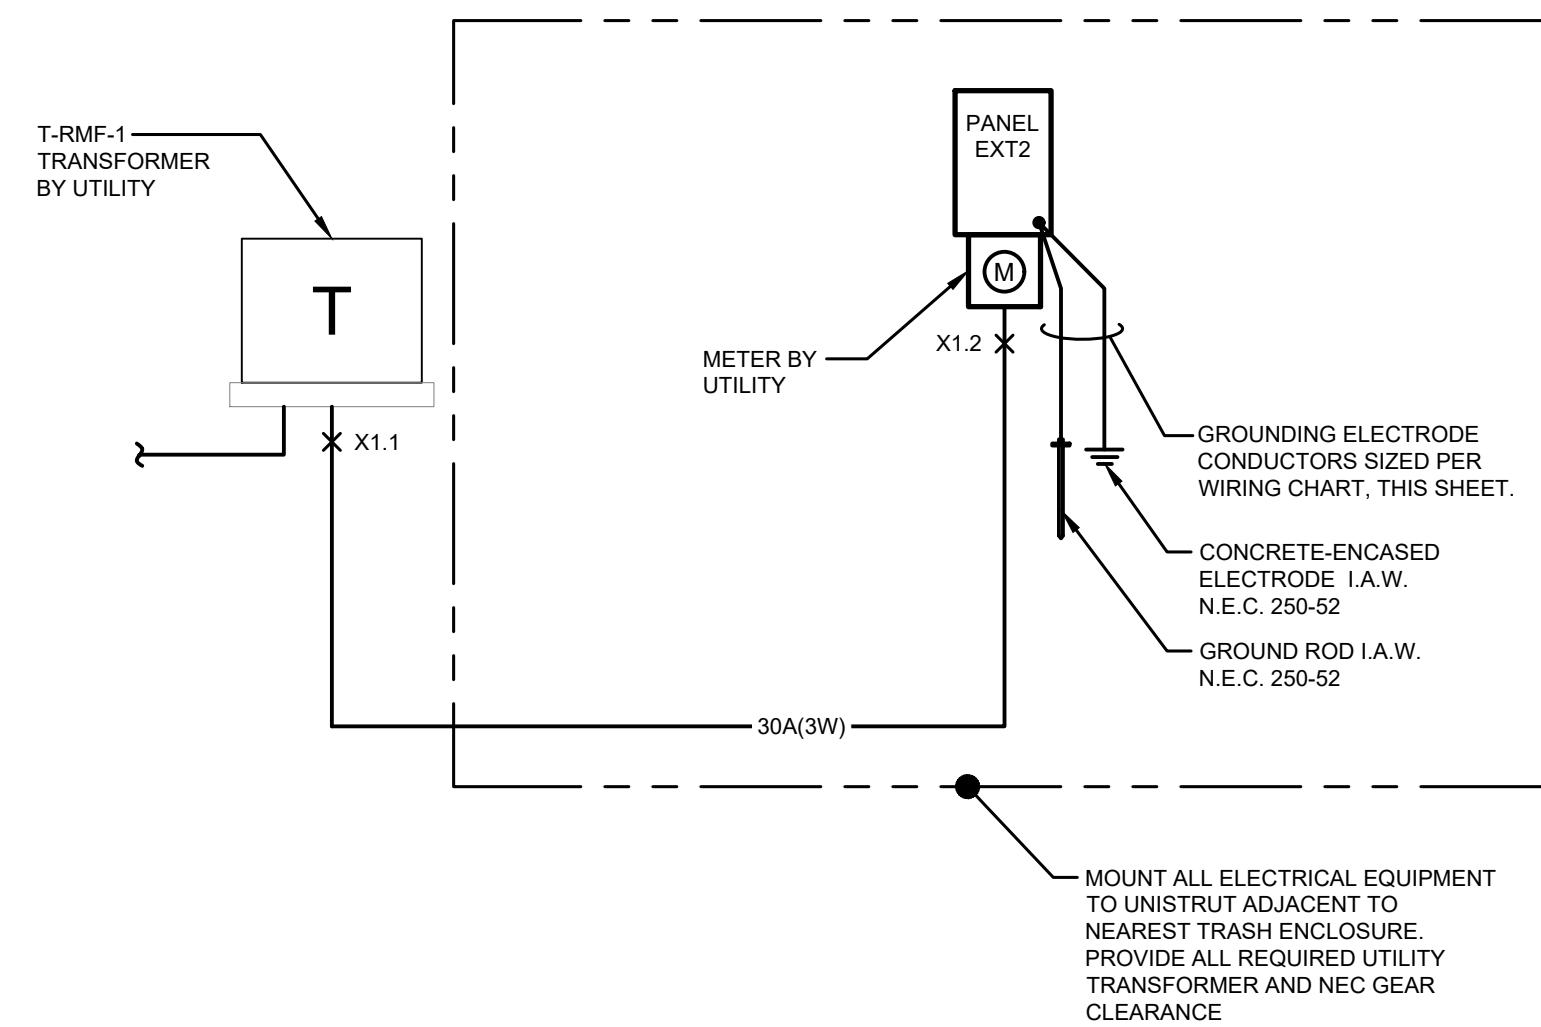 T-RMF-1
TRANSFORMER
BY UTILITY
T
X1.1
PANEL
EXT2
M
X1.2
METER BY
UTILITY
GROUNDING ELECTRODE
CONDUCTORS SIZED PER
WIRING CHART, THIS SHEET.
CONCRETE-ENCASED
ELECTRODE I.A.W.
N.E.C. 250-52
GROUND ROD I.A.W.
N.E.C. 250-52
30A(3W)
MOUNT ALL ELECTRICAL EQUIPMENT
TO UNISTRUT ADJACENT TO
NEAREST TRASH ENCLOSURE.
PROVIDE ALL REQUIRED UTILITY
TRANSFORMER AND NEC GEAR
CLEARANCE